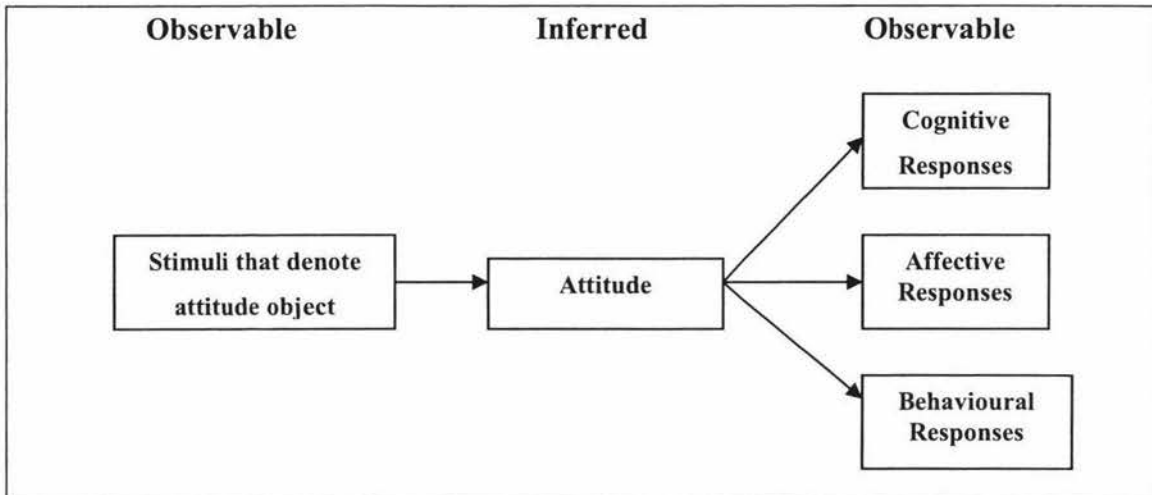 Observable Inferred Observable
Cognitive
Responses
Stimuli that denote
attitude object
Attitude
Affective
Responses
Behavioural
Responses